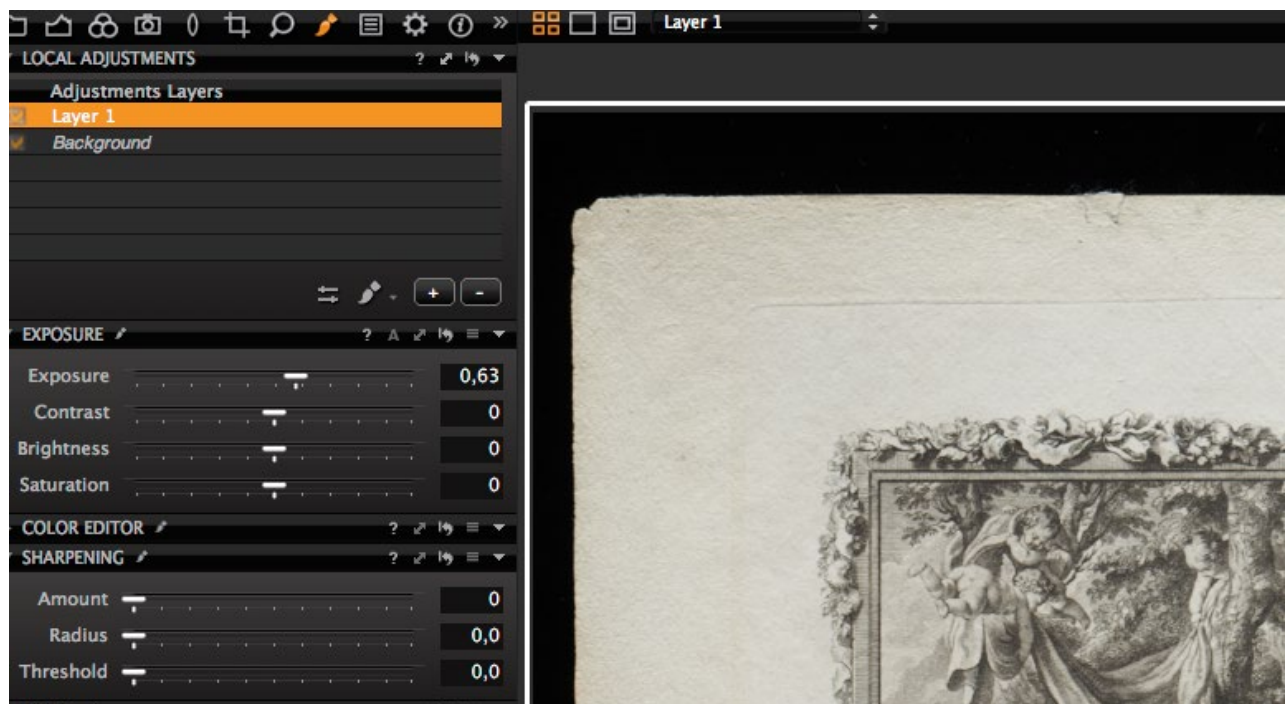 Layer 1
LOCAL ADJUSTMENTS ?
Adjustments Layers
Layer 1
Background
+ -
EXPOSURE ? A
Exposure 0,63
Contrast 0
Brightness 0
Saturation 0
COLOR EDITOR ?
SHARPENING ?
Amount 0
Radius 0,0
Threshold 0,0